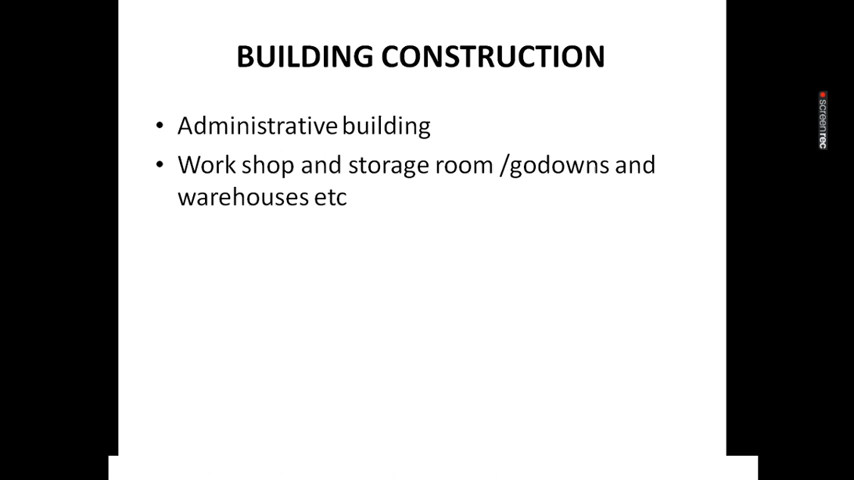 BUILDING CONSTRUCTION
• Administrative building
• Work shop and storage room /godowns and
warehouses etc
screenrec